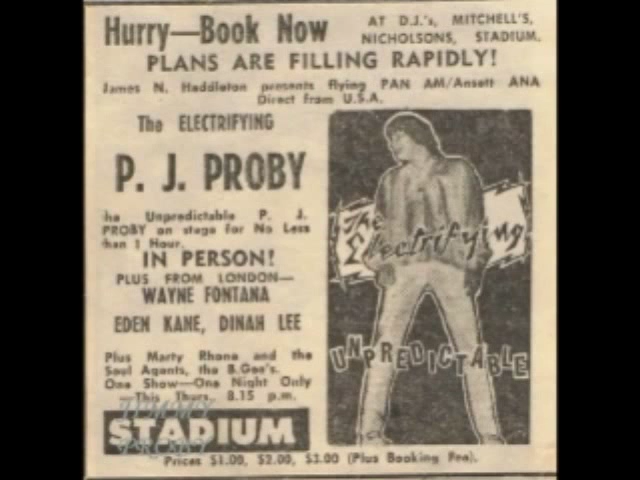 Hurry—Book Now
AT D.J.'s, MITCHELL'S,
NICHOLSONS, STADIUM.
PLANS ARE FILLING RAPIDLY!
James N. Haddleton presents flying PAN AM/Ansett ANA
Direct from U.S.A.
The ELECTRIFYING
P. J. PROBY
he Unpredictable P. J.
PROBY on stage for No Less
han 1 Hour.
IN PERSON!
PLUS FROM LONDON—
WAYNE FONTANA
EDEN KANE, DINAH LEE
Plus Marty Rhone and the
Soul Agents, the B.Gee's.
One Show—One Night Only
—This Thurs. 8.15 p.m.
STADIUM
JIMMY
PROBY
Prices $1.00, $2.00, $3.00 (Plus Booking Fee).
The
Electrifying
UNPREDICTABLE